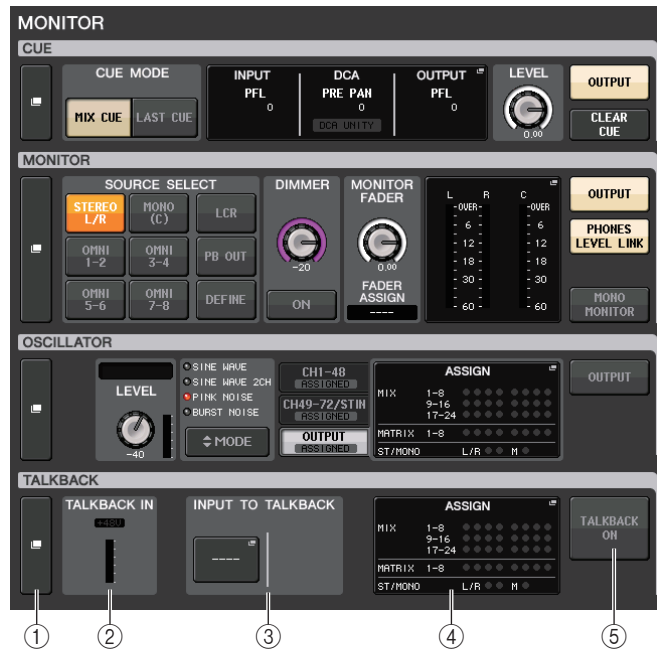 MONITOR
CUE
CUE MODE
MIX CUE
LAST CUE
INPUT
PFL
0
DCA
PRE PAN
0
DCA UNITY
OUTPUT
PFL
0
LEVEL
0.00
OUTPUT
CLEAR
CUE
MONITOR
SOURCE SELECT
STEREO
L/R
MONO
(C)
LCR
OMNI
1-2
OMNI
3-4
PB OUT
OMNI
5-6
OMNI
7-8
DEFINE
DIMMER
-20
ON
MONITOR
FADER
0.00
FADER
ASSIGN
----
L R C
-OVER- -OVER
- 6 - - 6
- 12 - - 12
- 18 - - 18
- 30 - - 30
- 60 - - 60
OUTPUT
PHONES
LEVEL LINK
MONO
MONITOR
OSCILLATOR
LEVEL
-40
SINE WAVE
SINE WAVE 2CH
PINK NOISE
BURST NOISE
MODE
CH1-48
ASSIGNED
CH49-72/STIN
ASSIGNED
OUTPUT
ASSIGNED
ASSIGN
MIX 1-8
9-16
17-24
MATRIX 1-8
ST/MONO L/R M
OUTPUT
TALKBACK
TALKBACK IN
+48V
INPUT TO TALKBACK
----
ASSIGN
MIX 1-8
9-16
17-24
MATRIX 1-8
ST/MONO L/R M
TALKBACK
ON
① ② ③ ④ ⑤